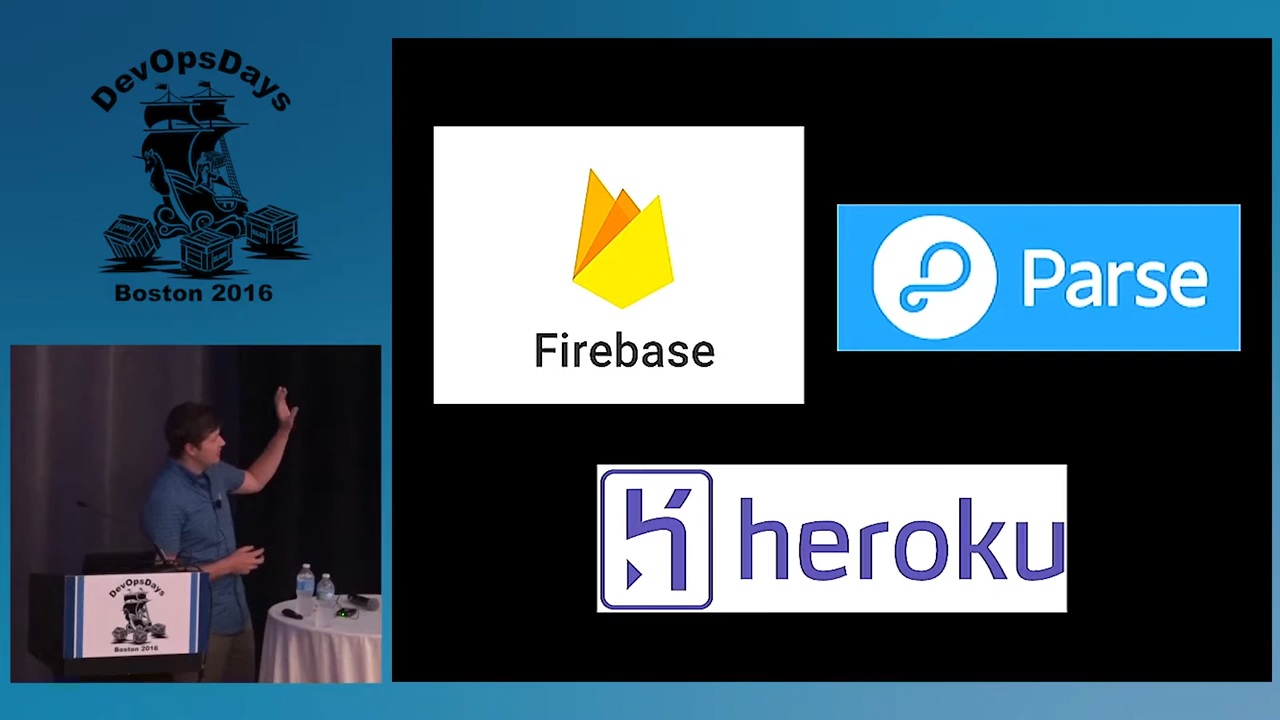 DevOpsDays
Boston 2016
Firebase
Parse
heroku
DevOpsDays
Boston 2016